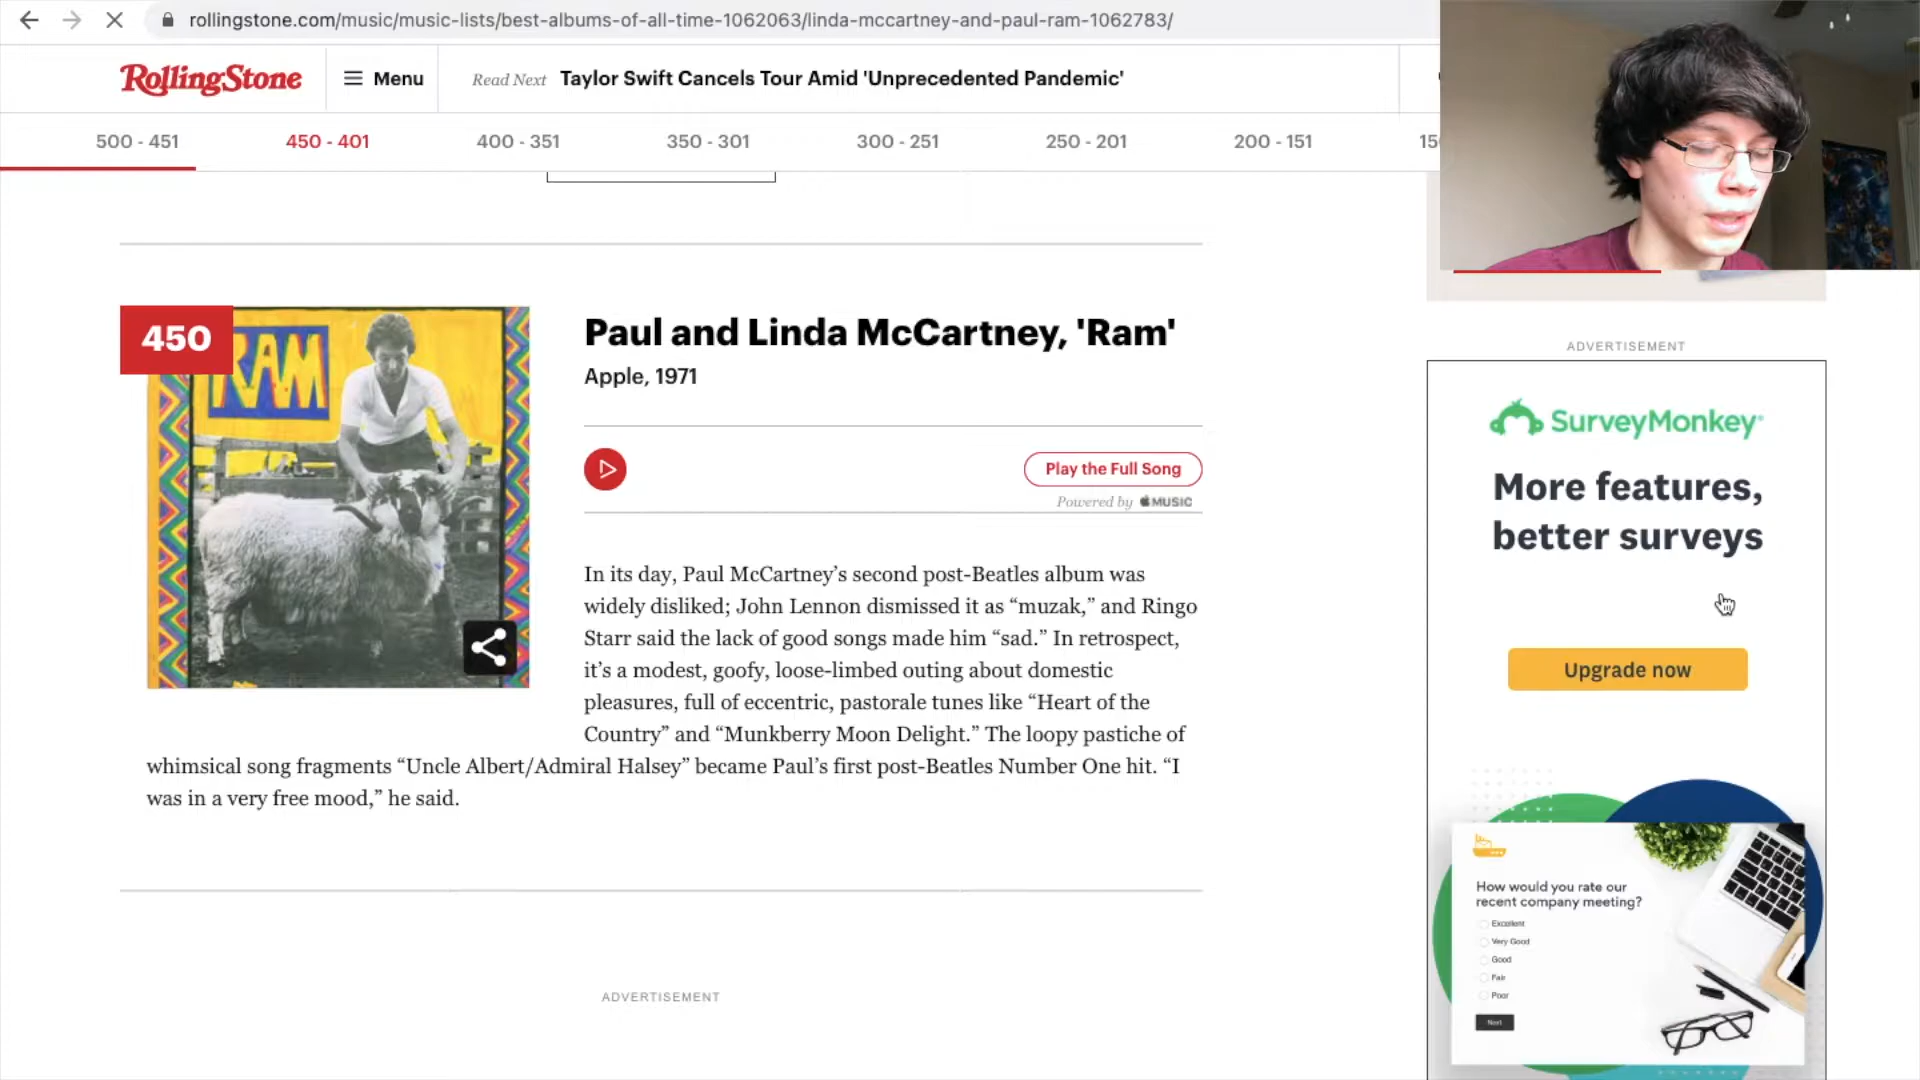 rollingstone.com/music/music-lists/best-albums-of-all-time-1062063/linda-mccartney-and-paul-ram-1062783/
RollingStone
Menu
Read Next Taylor Swift Cancels Tour Amid 'Unprecedented Pandemic'
500 - 451
450 - 401
400 - 351
350 - 301
300 - 251
250 - 201
200 - 151
450
RAM
Paul and Linda McCartney, 'Ram'
Apple, 1971
Play the Full Song
Powered by MUSIC
In its day, Paul McCartney’s second post-Beatles album was
widely disliked; John Lennon dismissed it as “muzak,” and Ringo
Starr said the lack of good songs made him “sad.” In retrospect,
it’s a modest, goofy, loose-limbed outing about domestic
pleasures, full of eccentric, pastorale tunes like “Heart of the
Country” and “Munkberry Moon Delight.” The loopy pastiche of
whimsical song fragments “Uncle Albert/Admiral Halsey” became Paul’s first post-Beatles Number One hit. “I
was in a very free mood,” he said.
ADVERTISEMENT
ADVERTISEMENT
SurveyMonkey
More features,
better surveys
Upgrade now
How would you rate our
recent company meeting?
Excellent
Very Good
Good
Fair
Poor
Next